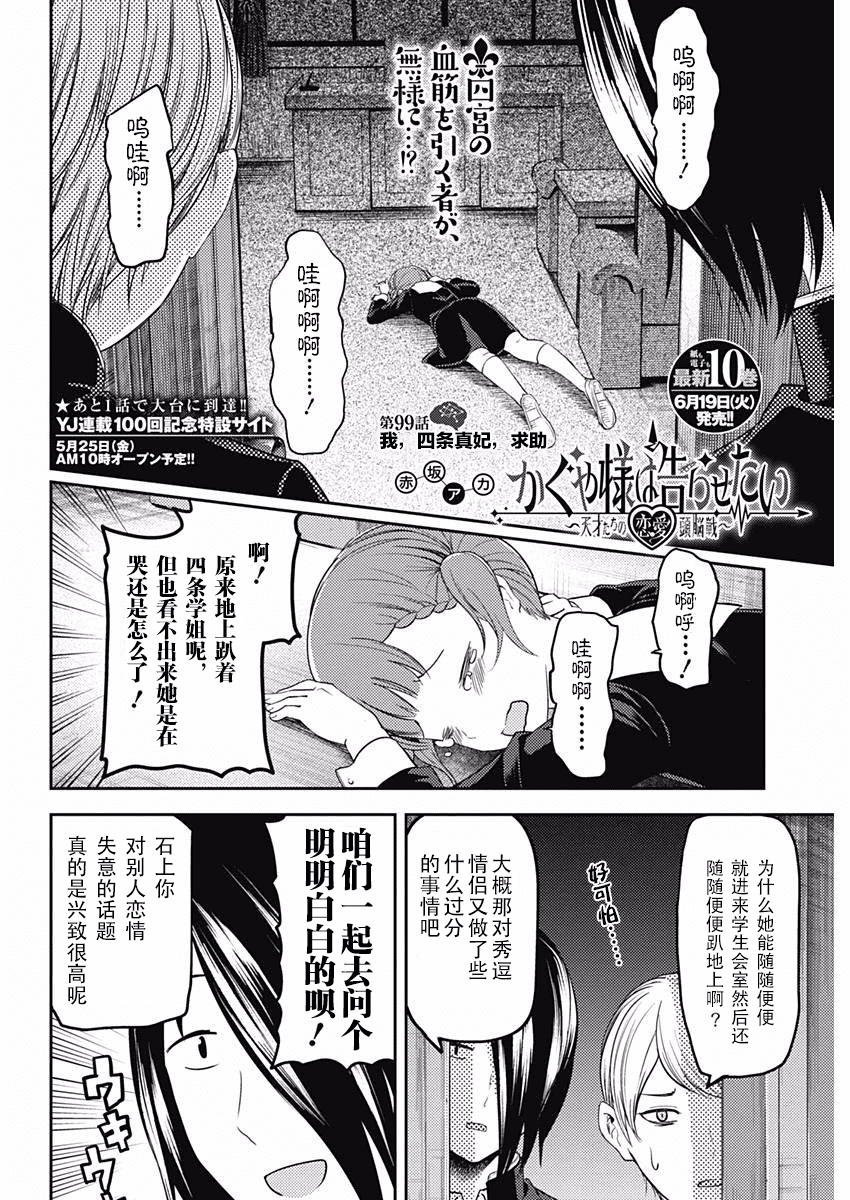 呜啊啊……！
四宮の
血筋を引く者が、
無様に…!?
呜哇啊……！
哇啊啊啊……！
紙も
電子も
最新10巻
6月19日(火)
発売!!
★あと1話で大台に到達!!
YJ連載100回記念特設サイト
5月25日(金)
AM10時オープン予定!!
第99話
我，四条真妃，求助
赤坂アカ
かぐや様は告らせたい
～天才たちの恋愛頭脳戦～
呜啊呼……！
哇啊啊……！
啊！
原来地上趴着
四条学姐呢，
但也看不出来她是在
哭还是怎么了！
为什么她能随随便便
就进来学生会室然后还
随随便便趴地上啊？
好可怕……
大概那对秀逗
情侣又做了些
什么过分
的事情吧
咱们一起去问个
明明白白的呗！
石上你
对别人恋情
失意的话题
真的是兴致很高呢
ウキウキ